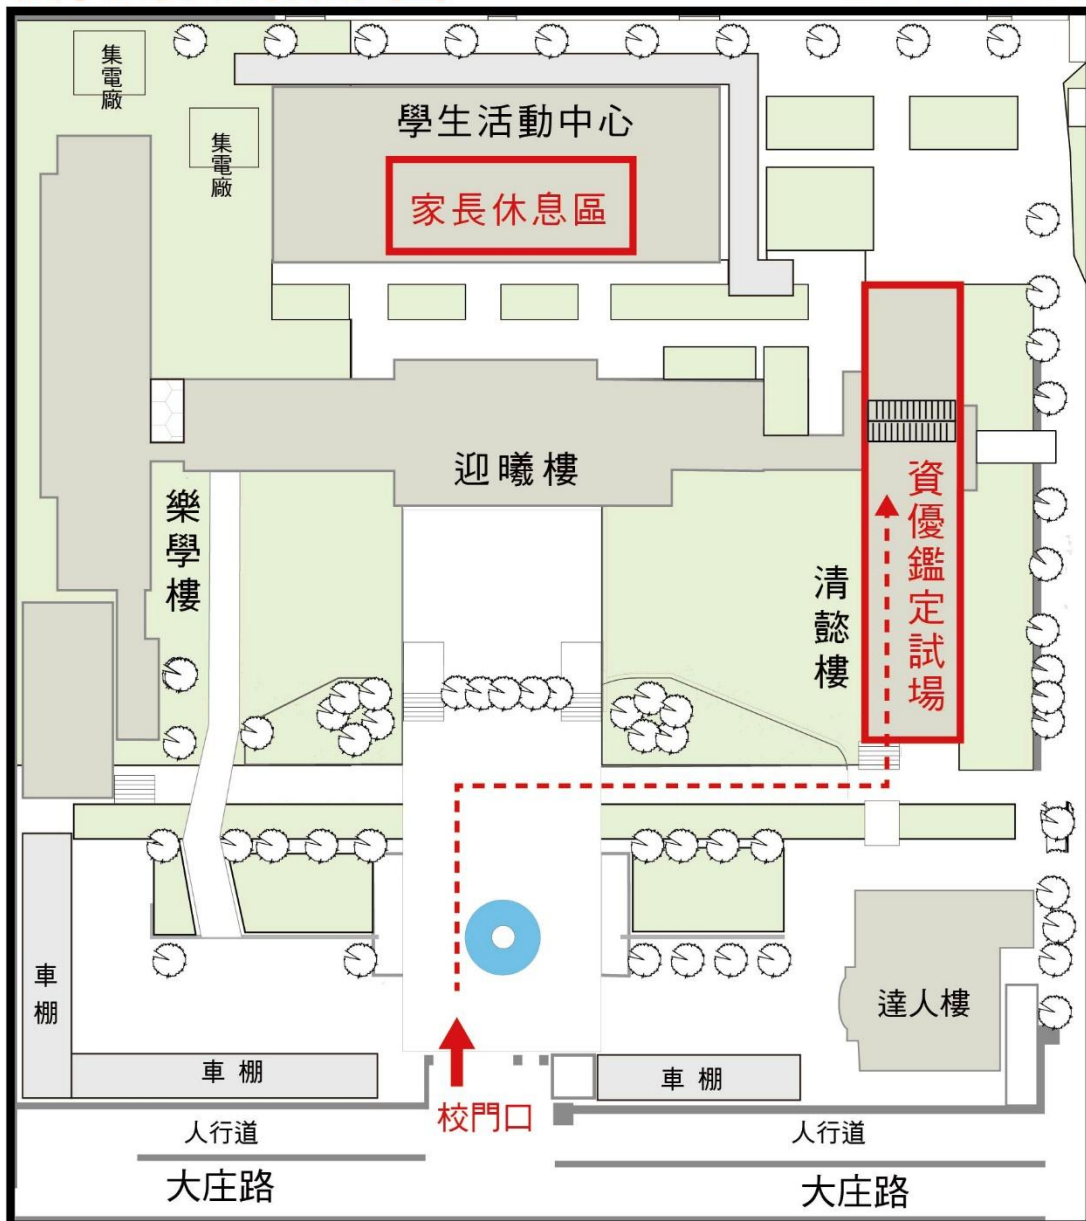 集電廠
集電廠
學生活動中心
家長休息區
迎曦樓
樂學樓
清懿樓
資優鑑定試場
車棚
達人樓
車棚
車棚
校門口
人行道
人行道
大庄路
大庄路